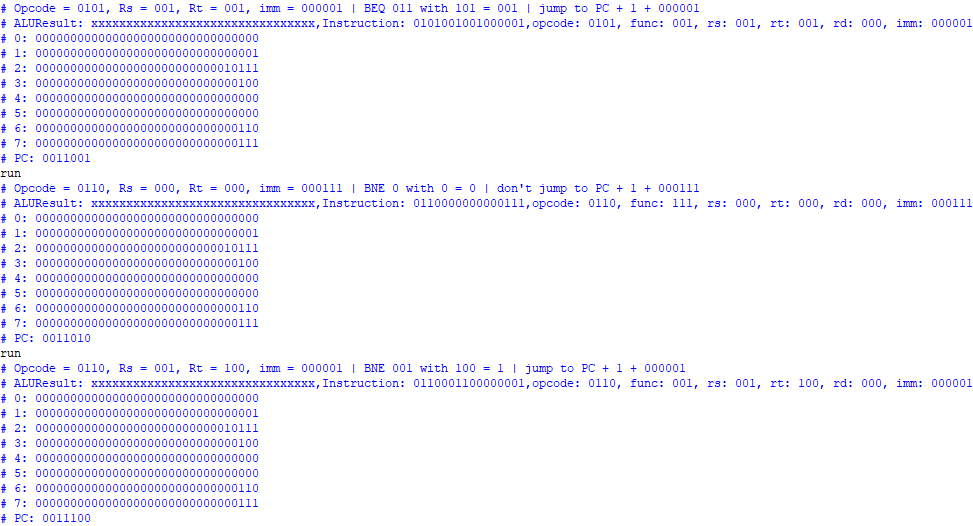 # Opcode = 0101, Rs = 001, Rt = 001, imm = 000001 | BEQ 011 with 101 = 001 | jump to PC + 1 + 000001
# ALUResult: xxxxxxxxxxxxxxxxxxxxxxxxxxxxxxxx,Instruction: 0101001001000001,opcode: 0101, func: 001, rs: 001, rt: 001, rd: 000, imm: 000001
# 0: 00000000000000000000000000000000
# 1: 00000000000000000000000000000001
# 2: 00000000000000000000000000010111
# 3: 00000000000000000000000000000100
# 4: 00000000000000000000000000000000
# 5: 00000000000000000000000000000000
# 6: 00000000000000000000000000000110
# 7: 00000000000000000000000000000111
# PC: 0011001
run
# Opcode = 0110, Rs = 000, Rt = 000, imm = 000111 | BNE 0 with 0 = 0 | don't jump to PC + 1 + 000111
# ALUResult: xxxxxxxxxxxxxxxxxxxxxxxxxxxxxxxx,Instruction: 0110000000000111,opcode: 0110, func: 111, rs: 000, rt: 000, rd: 000, imm: 000111
# 0: 00000000000000000000000000000000
# 1: 00000000000000000000000000000001
# 2: 00000000000000000000000000010111
# 3: 00000000000000000000000000000100
# 4: 00000000000000000000000000000000
# 5: 00000000000000000000000000000000
# 6: 00000000000000000000000000000110
# 7: 00000000000000000000000000000111
# PC: 0011010
run
# Opcode = 0110, Rs = 001, Rt = 100, imm = 000001 | BNE 001 with 100 = 1 | jump to PC + 1 + 000001
# ALUResult: xxxxxxxxxxxxxxxxxxxxxxxxxxxxxxxx,Instruction: 0110001100000001,opcode: 0110, func: 001, rs: 001, rt: 100, rd: 000, imm: 000001
# 0: 00000000000000000000000000000000
# 1: 00000000000000000000000000000001
# 2: 00000000000000000000000000010111
# 3: 00000000000000000000000000000100
# 4: 00000000000000000000000000000000
# 5: 00000000000000000000000000000000
# 6: 00000000000000000000000000000110
# 7: 00000000000000000000000000000111
# PC: 0011100